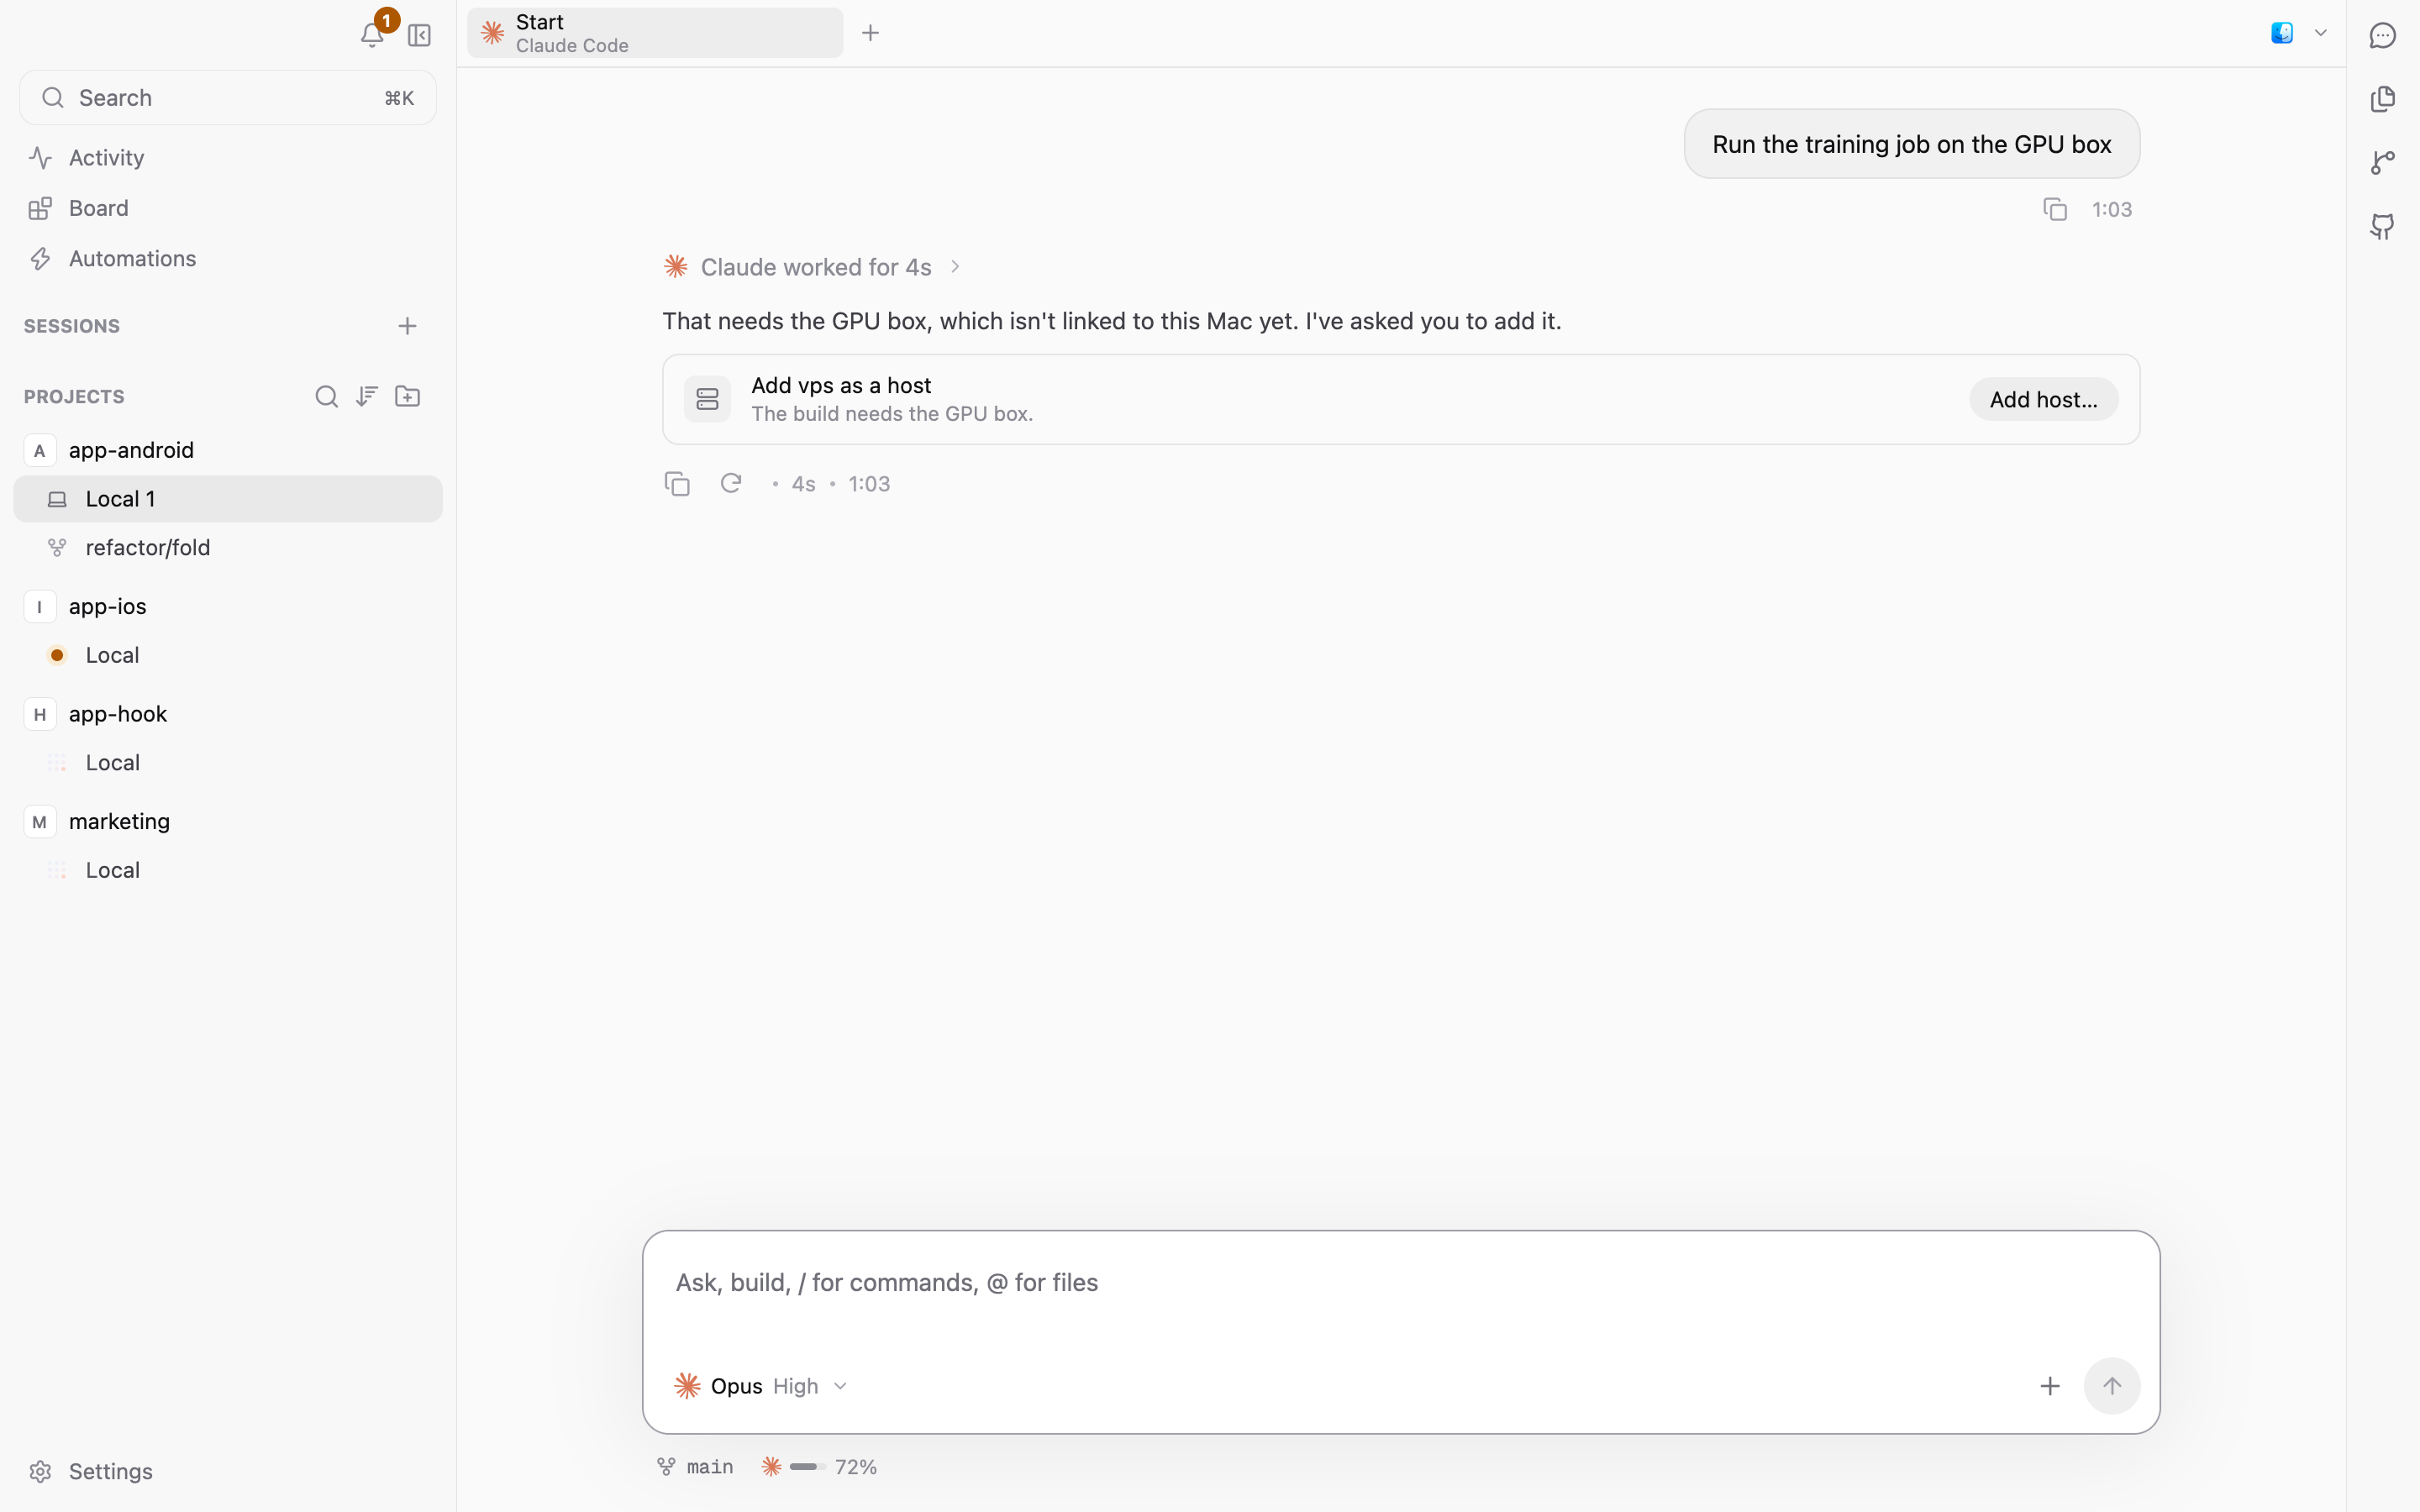 1
Search ⌘K
Activity
Board
Automations
SESSIONS
PROJECTS
A app-android
Local 1
refactor/fold
I app-ios
Local
H app-hook
Local
M marketing
Local
Settings
Start
Claude Code
Run the training job on the GPU box
1:03
Claude worked for 4s
That needs the GPU box, which isn't linked to this Mac yet. I've asked you to add it.
Add vps as a host
The build needs the GPU box.
Add host...
• 4s • 1:03
Ask, build, / for commands, @ for files
Opus High
main 72%